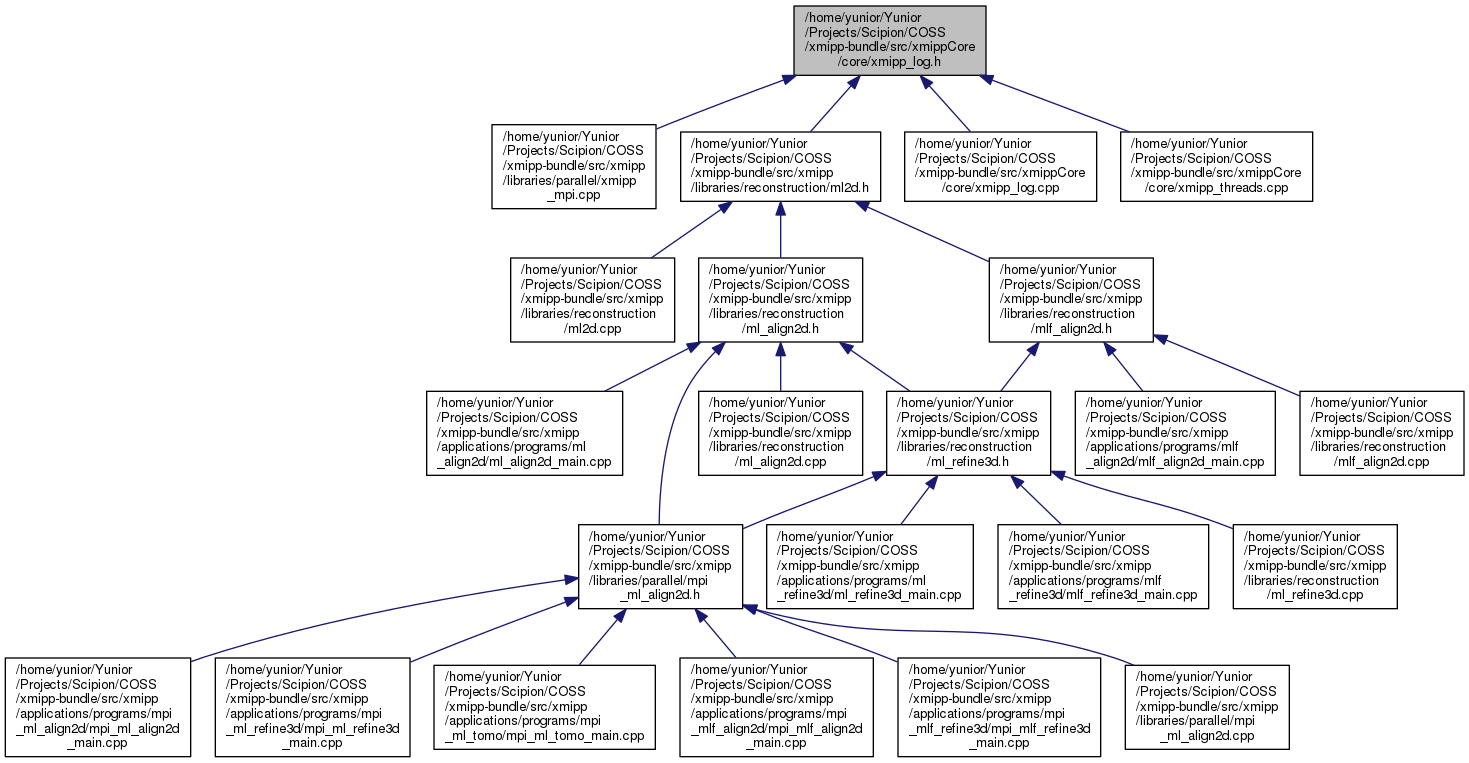 /home/yunior/Yunior
/Projects/Scipion/COSS
/xmipp-bundle/src/xmippCore
/core/xmipp_log.h
/home/yunior/Yunior
/Projects/Scipion/COSS
/xmipp-bundle/src/xmipp
/libraries/parallel/xmipp
_mpi.cpp
/home/yunior/Yunior
/Projects/Scipion/COSS
/xmipp-bundle/src/xmipp
/libraries/reconstruction/ml2d.h
/home/yunior/Yunior
/Projects/Scipion/COSS
/xmipp-bundle/src/xmippCore
/core/xmipp_log.cpp
/home/yunior/Yunior
/Projects/Scipion/COSS
/xmipp-bundle/src/xmippCore
/core/xmipp_threads.cpp
/home/yunior/Yunior
/Projects/Scipion/COSS
/xmipp-bundle/src/xmipp
/libraries/reconstruction
/ml2d.cpp
/home/yunior/Yunior
/Projects/Scipion/COSS
/xmipp-bundle/src/xmipp
/libraries/reconstruction
/ml_align2d.h
/home/yunior/Yunior
/Projects/Scipion/COSS
/xmipp-bundle/src/xmipp
/libraries/reconstruction
/mlf_align2d.h
/home/yunior/Yunior
/Projects/Scipion/COSS
/xmipp-bundle/src/xmipp
/applications/programs/ml
_align2d/ml_align2d_main.cpp
/home/yunior/Yunior
/Projects/Scipion/COSS
/xmipp-bundle/src/xmipp
/libraries/reconstruction
/ml_align2d.cpp
/home/yunior/Yunior
/Projects/Scipion/COSS
/xmipp-bundle/src/xmipp
/libraries/reconstruction
/ml_refine3d.h
/home/yunior/Yunior
/Projects/Scipion/COSS
/xmipp-bundle/src/xmipp
/applications/programs/mlf
_align2d/mlf_align2d_main.cpp
/home/yunior/Yunior
/Projects/Scipion/COSS
/xmipp-bundle/src/xmipp
/libraries/reconstruction
/mlf_align2d.cpp
/home/yunior/Yunior
/Projects/Scipion/COSS
/xmipp-bundle/src/xmipp
/libraries/parallel/mpi
_ml_align2d.h
/home/yunior/Yunior
/Projects/Scipion/COSS
/xmipp-bundle/src/xmipp
/applications/programs/ml
_refine3d/ml_refine3d_main.cpp
/home/yunior/Yunior
/Projects/Scipion/COSS
/xmipp-bundle/src/xmipp
/applications/programs/mlf
_refine3d/mlf_refine3d_main.cpp
/home/yunior/Yunior
/Projects/Scipion/COSS
/xmipp-bundle/src/xmipp
/libraries/reconstruction
/ml_refine3d.cpp
/home/yunior/Yunior
/Projects/Scipion/COSS
/xmipp-bundle/src/xmipp
/applications/programs/mpi
_ml_align2d/mpi_ml_align2d
_main.cpp
/home/yunior/Yunior
/Projects/Scipion/COSS
/xmipp-bundle/src/xmipp
/applications/programs/mpi
_ml_refine3d/mpi_ml_refine3d
_main.cpp
/home/yunior/Yunior
/Projects/Scipion/COSS
/xmipp-bundle/src/xmipp
/applications/programs/mpi
_ml_tomo/mpi_ml_tomo_main.cpp
/home/yunior/Yunior
/Projects/Scipion/COSS
/xmipp-bundle/src/xmipp
/applications/programs/mpi
_mlf_align2d/mpi_mlf_align2d
_main.cpp
/home/yunior/Yunior
/Projects/Scipion/COSS
/xmipp-bundle/src/xmipp
/applications/programs/mpi
_mlf_refine3d/mpi_mlf_refine3d
_main.cpp
/home/yunior/Yunior
/Projects/Scipion/COSS
/xmipp-bundle/src/xmipp
/libraries/parallel/mpi
_ml_align2d.cpp